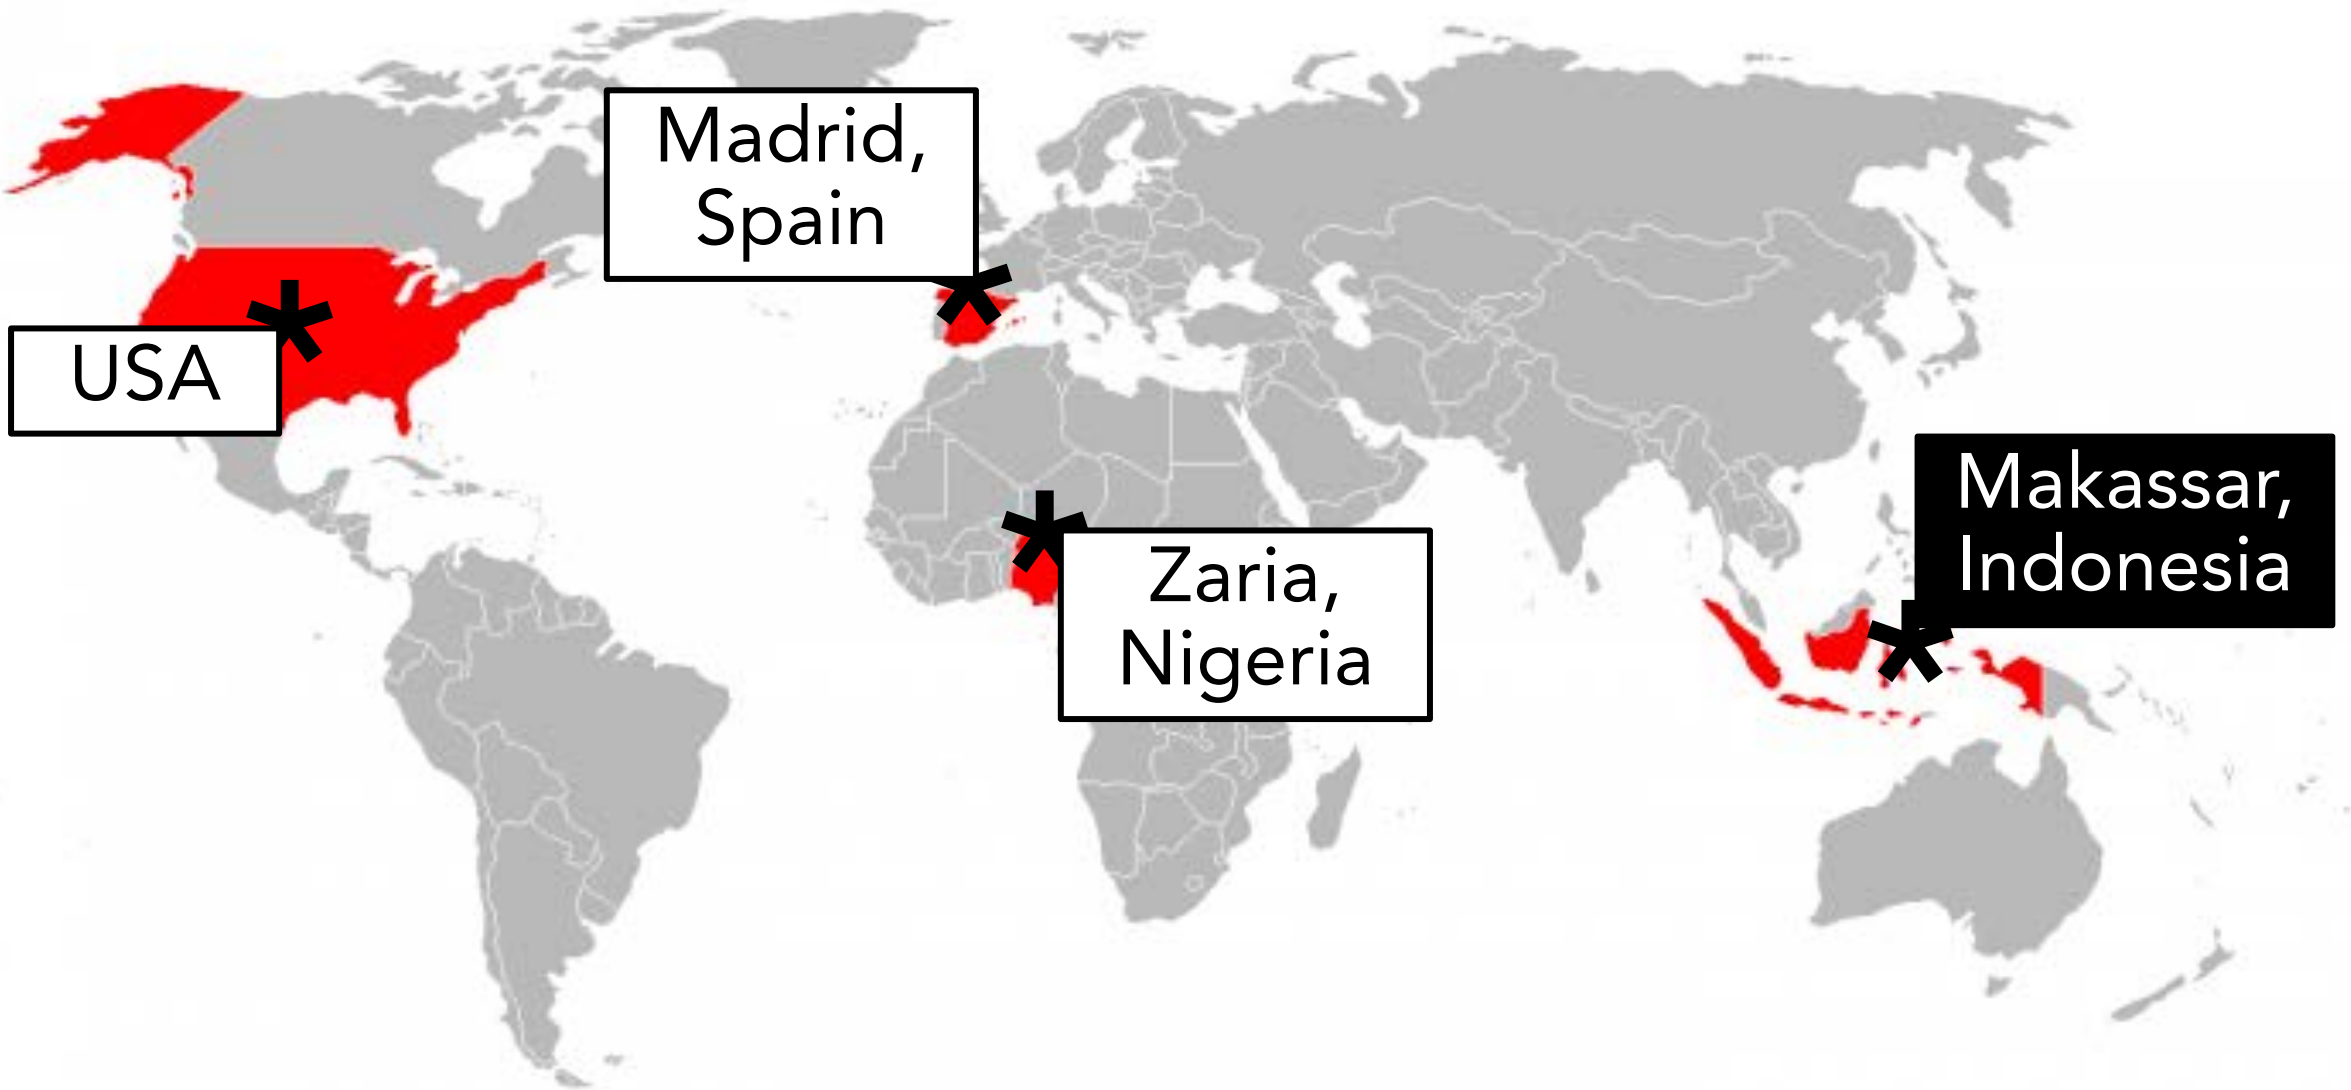 Madrid,
Spain
USA
Zaria,
Nigeria
Makassar,
Indonesia